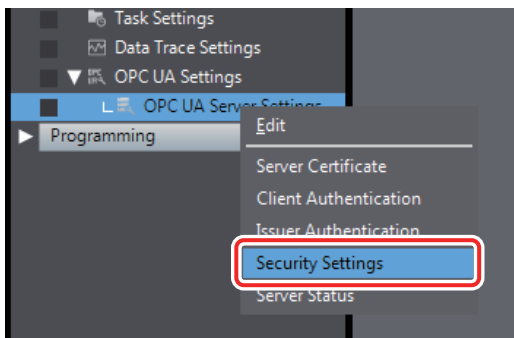 Task Settings
Data Trace Settings
OPC UA Settings
OPC UA Server Settings
Programming
Edit
Server Certificate
Client Authentication
Issuer Authentication
Security Settings
Server Status